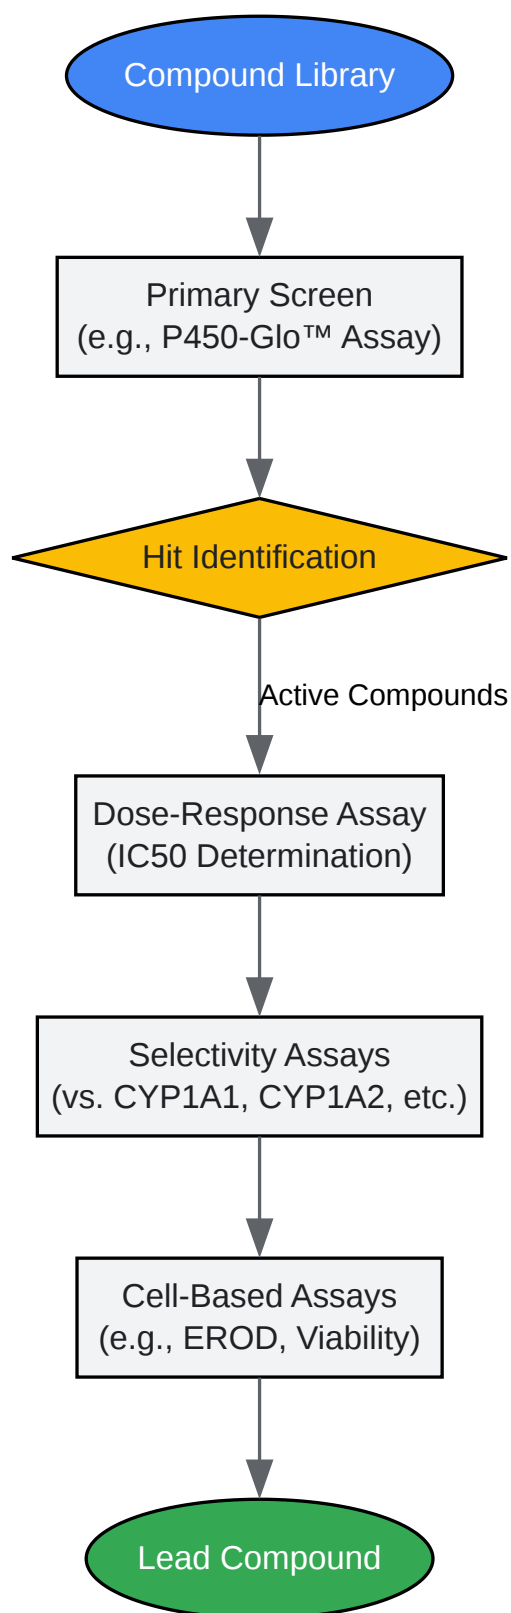 Compound Library
Primary Screen
(e.g., P450-Glo™ Assay)
Hit Identification
Active Compounds
Dose-Response Assay
(IC50 Determination)
Selectivity Assays
(vs. CYP1A1, CYP1A2, etc.)
Cell-Based Assays
(e.g., EROD, Viability)
Lead Compound